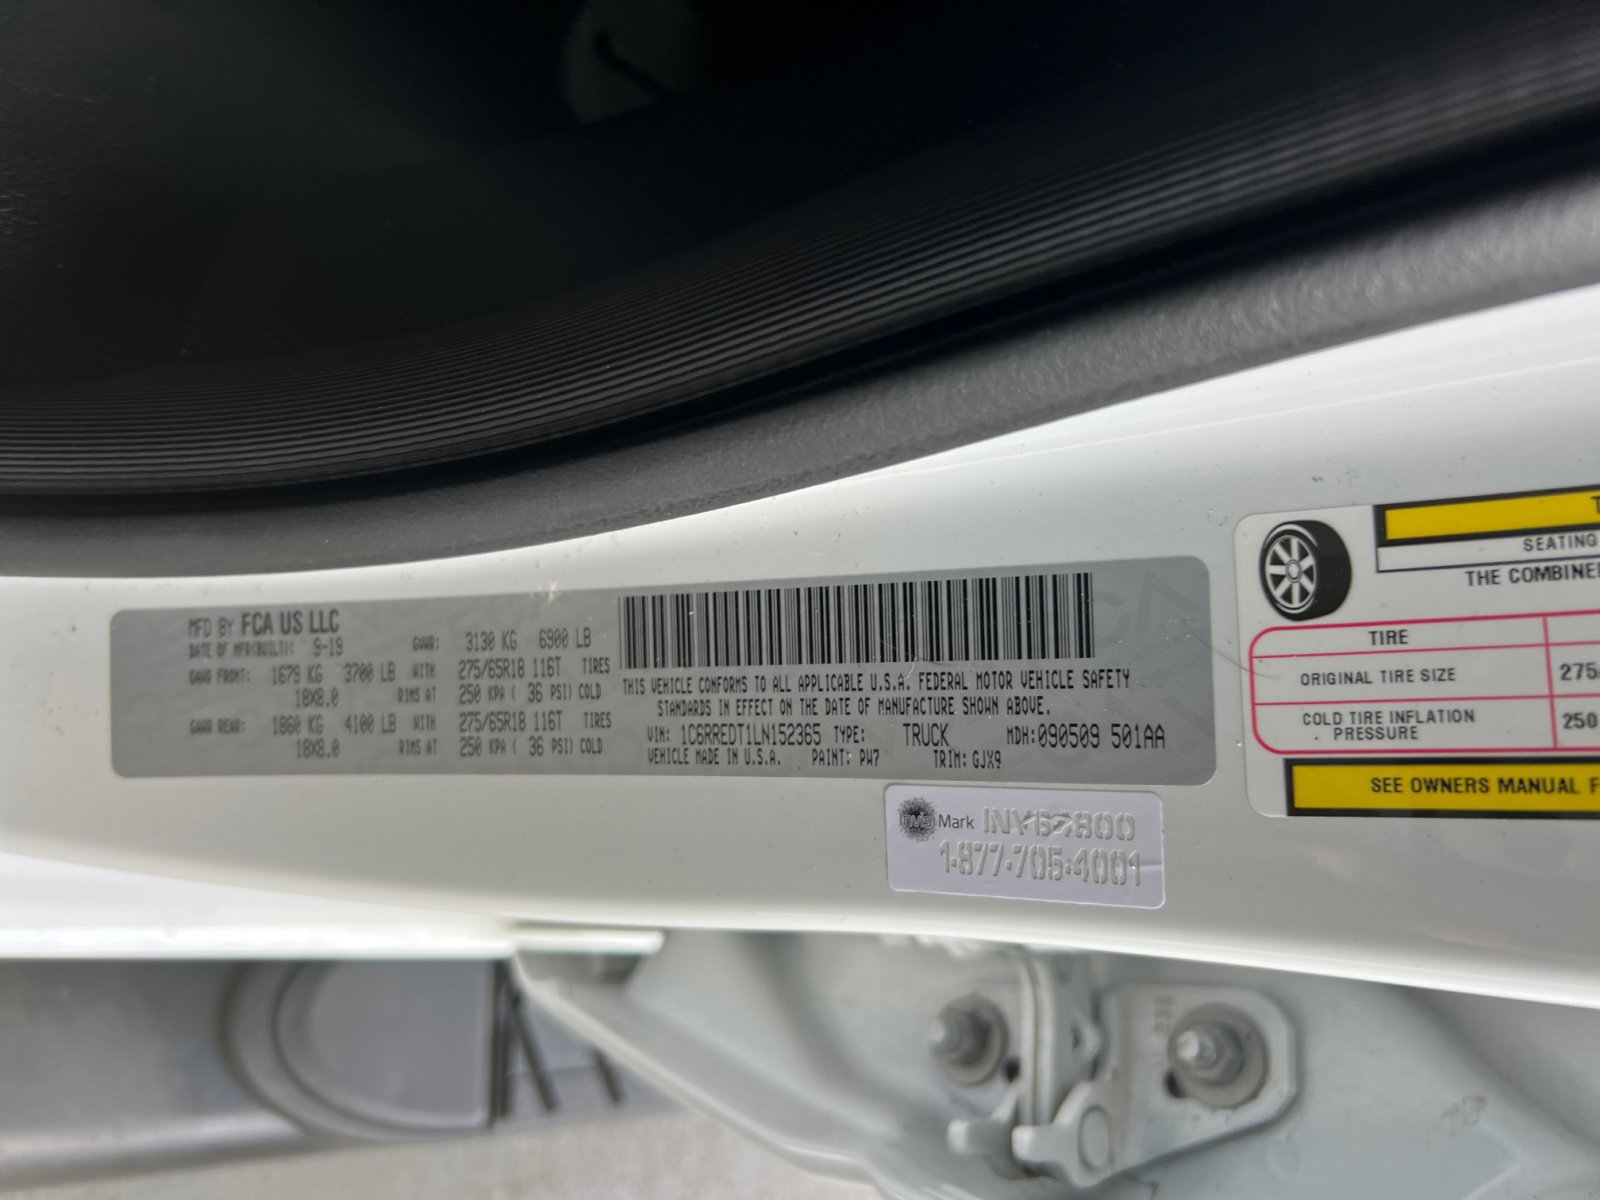 MFD BY FCA US LLC
DATE OF MFR(BUILT): 9-19 GVWR: 3130 KG 6900 LB
GAWR FRONT: 1679 KG 3700 LB WITH 275/65R18 116T TIRES
18X8.0 RIMS AT 250 KPA ( 36 PSI) COLD
GAWR REAR: 1860 KG 4100 LB WITH 275/65R18 116T TIRES
18X8.0 RIMS AT 250 KPA ( 36 PSI) COLD
THIS VEHICLE CONFORMS TO ALL APPLICABLE U.S.A. FEDERAL MOTOR VEHICLE SAFETY
STANDARDS IN EFFECT ON THE DATE OF MANUFACTURE SHOWN ABOVE.
VIN: 1C6RREDT1LN152365 TYPE: TRUCK MDH: 090509 501AA
VEHICLE MADE IN U.S.A. PAINT: PW7 TRIM: GJX9
InvisiMark
1-877-705-4001
SEATING
THE COMBINE
TIRE
ORIGINAL TIRE SIZE 275
COLD TIRE INFLATION
PRESSURE 250
SEE OWNERS MANUAL F